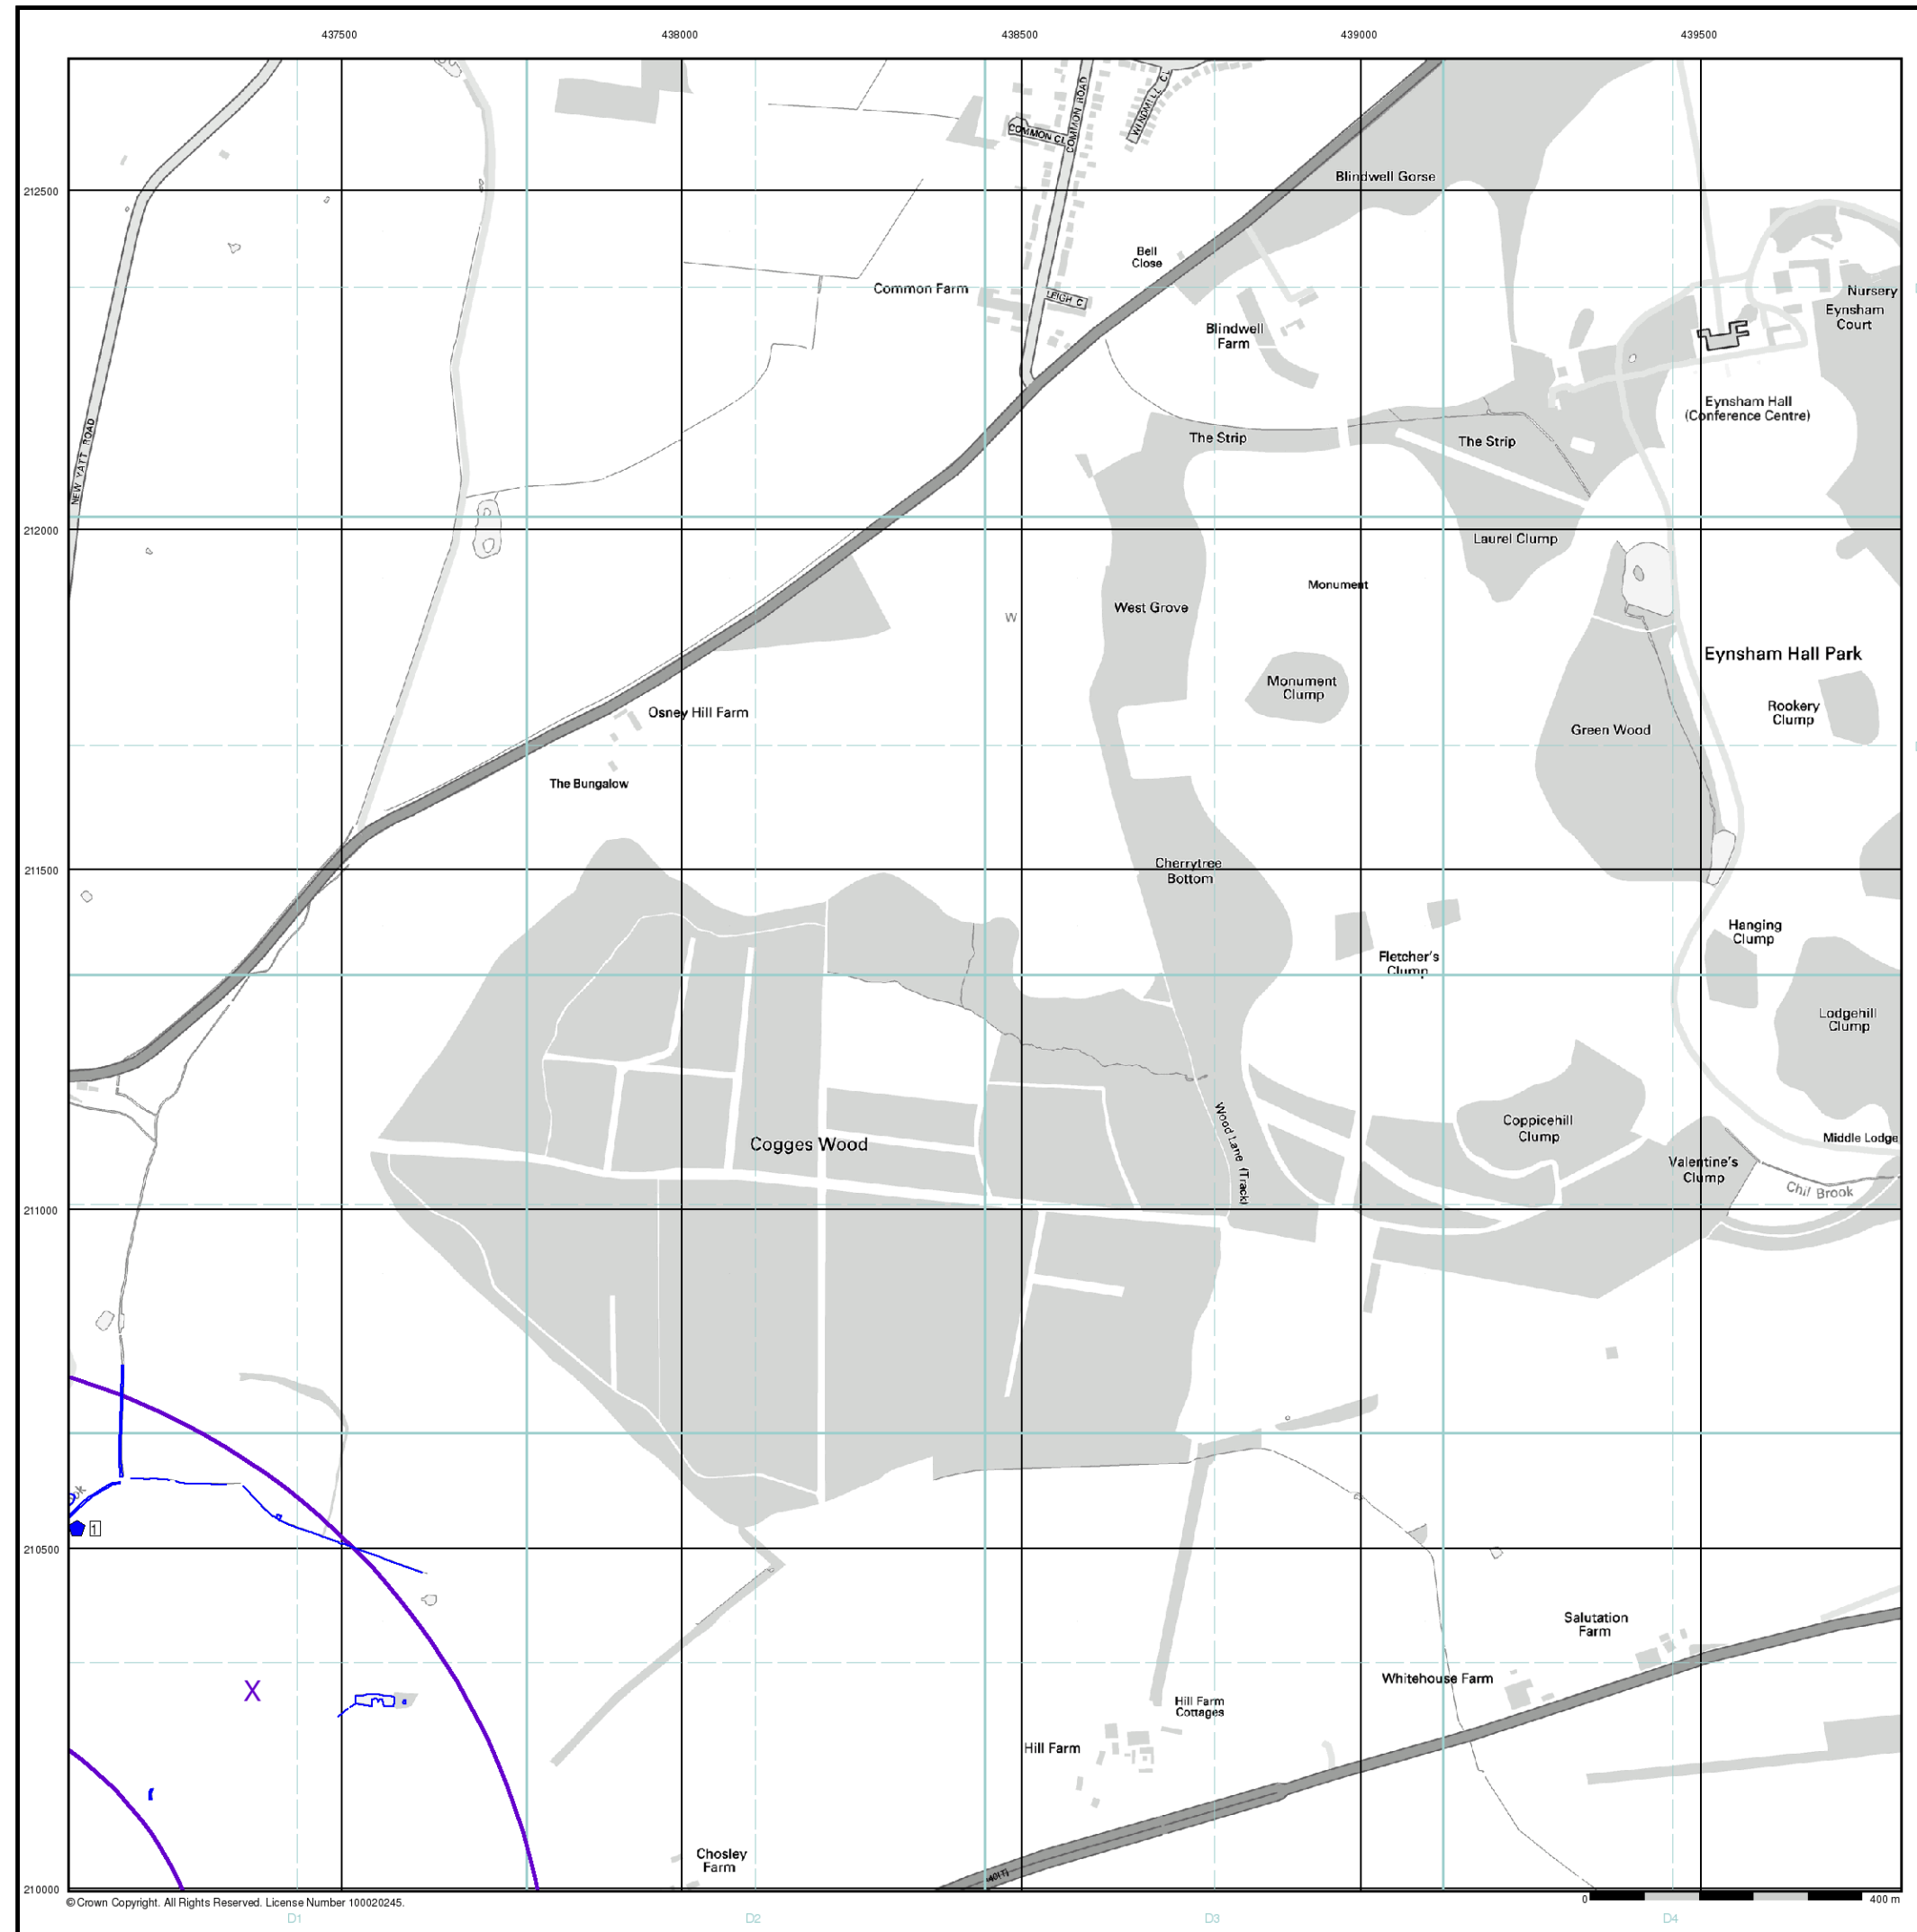 437500 438000 438500 439000 439500
COMMON ROAD
WINDMILL CL
COMMON CL
212500
Blindwell Gorse
Bell
Close
Common Farm
LEIGH C
Nursery
Eynsham
Court
Blindwell
Farm
Eynsham Hall
(Conference Centre)
The Strip
The Strip
NEW YATT ROAD
212000
Laurel Clump
Monument
West Grove
W
Eynsham Hall Park
Monument
Clump
Rookery
Clump
Osney Hill Farm
Green Wood
The Bungalow
211500
Cherrytree
Bottom
Hanging
Clump
Fletcher's
Clump
Lodgehill
Clump
Coppicehill
Clump
Wood Lane (Track)
Cogges Wood
Middle Lodge
Valentine's
Clump
Chil Brook
211000
1
210500
Salutation
Farm
Whitehouse Farm
X
Hill Farm
Cottages
Hill Farm
Chosley
Farm
210000
© Crown Copyright. All Rights Reserved. License Number 100020245.
0 400 m
D1 D2 D3 D4